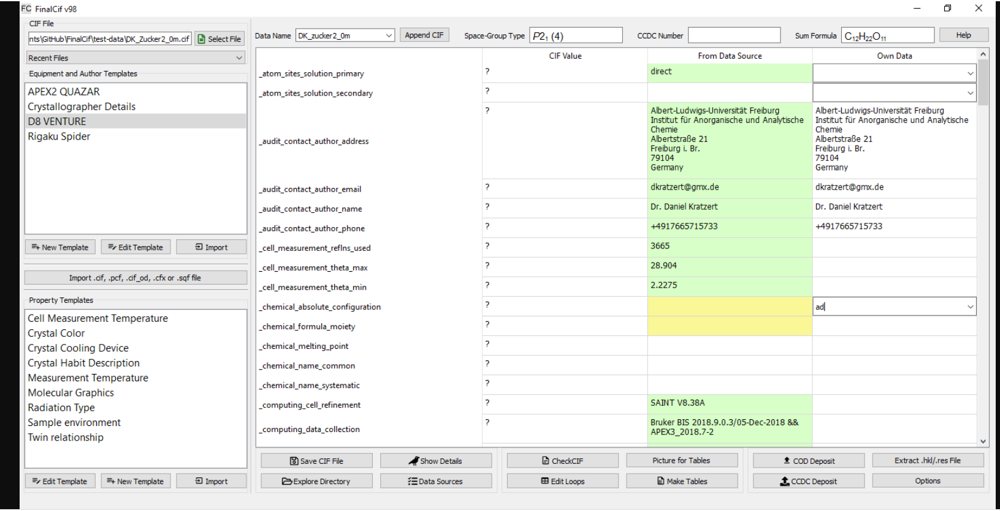 FC FinalCif v98
CIF File
nts\GitHub\FinalCif\test-data\DK_Zucker2_0m.cif
Select File
Recent Files
Equipment and Author Templates
APEX2 QUAZAR
Crystallographer Details
D8 VENTURE
Rigaku Spider
New Template
Edit Template
Import
Import .cif, .pcf, .cif_od, .cfx or .sqf file
Property Templates
Cell Measurement Temperature
Crystal Color
Crystal Cooling Device
Crystal Habit Description
Measurement Temperature
Molecular Graphics
Radiation Type
Sample environment
Twin relationship
Edit Template
New Template
Import
Data Name
DK_zucker2_0m
Append CIF
Space-Group Type
P2₁ (4)
CCDC Number
Sum Formula
C₁₂H₂₂O₁₁
Help
CIF Value
From Data Source
Own Data
_atom_sites_solution_primary
?
direct
_atom_sites_solution_secondary
?
_audit_contact_author_address
?
Albert-Ludwigs-Universität Freiburg
Institut für Anorganische und Analytische
Chemie
Albertstraße 21
Freiburg i. Br.
79104
Germany
Albert-Ludwigs-Universität Freiburg
Institut für Anorganische und Analytische
Chemie
Albertstraße 21
Freiburg i. Br.
79104
Germany
_audit_contact_author_email
?
dkratzert@gmx.de
dkratzert@gmx.de
_audit_contact_author_name
?
Dr. Daniel Kratzert
Dr. Daniel Kratzert
_audit_contact_author_phone
?
+4917665715733
+4917665715733
_cell_measurement_reflns_used
?
3665
_cell_measurement_theta_max
?
28.904
_cell_measurement_theta_min
?
2.2275
_chemical_absolute_configuration
?
ad
_chemical_formula_moiety
?
_chemical_melting_point
?
_chemical_name_common
?
_chemical_name_systematic
?
_computing_cell_refinement
?
SAINT V8.38A
_computing_data_collection
?
Bruker BIS 2018.9.0.3/05-Dec-2018 &&
APEX3_2018.7-2
Save CIF File
Show Details
CheckCIF
Picture for Tables
COD Deposit
Extract .hkl/.res File
Explore Directory
Data Sources
Edit Loops
Make Tables
CCDC Deposit
Options